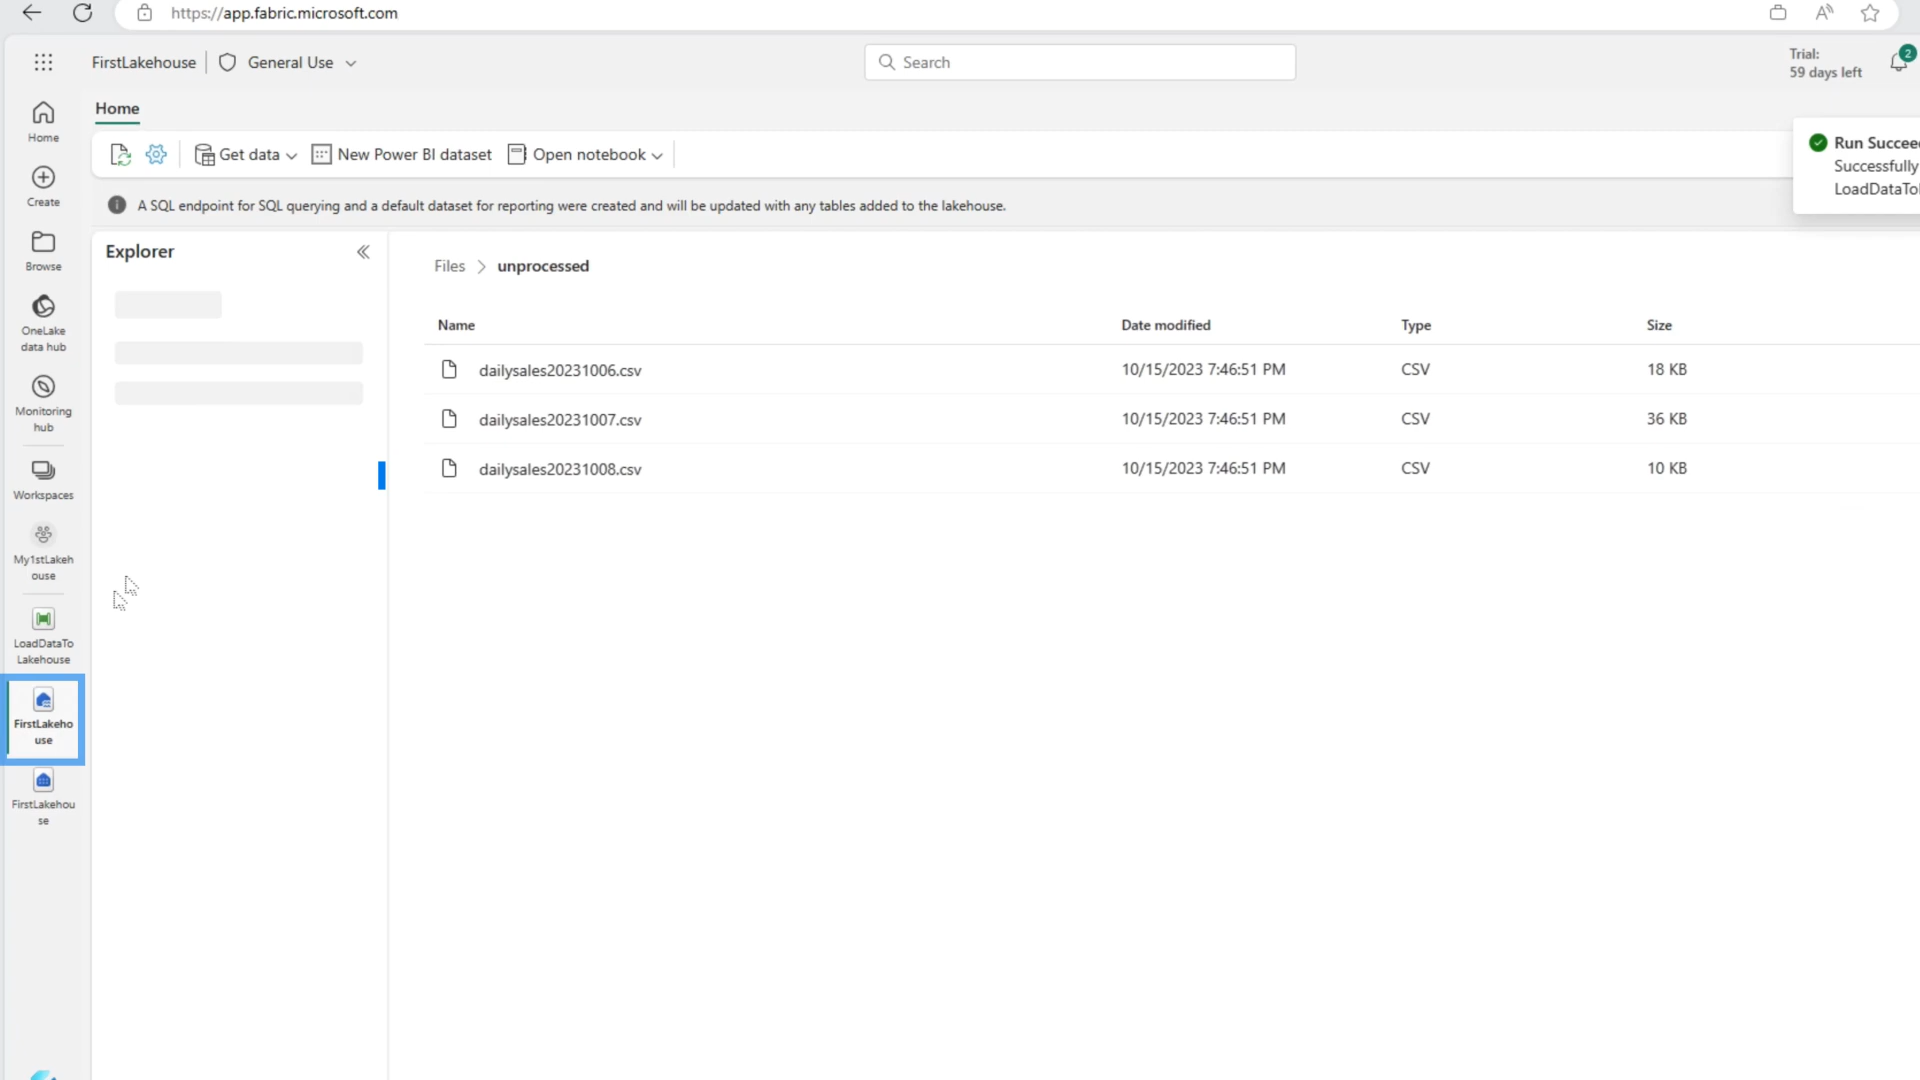 https://app.fabric.microsoft.com
FirstLakehouse
General Use
Search
Trial:
59 days left
2
Home
Home
Create
Browse
OneLake
data hub
Monitoring
hub
Workspaces
My1stLakeh
ouse
LoadDataTo
Lakehouse
FirstLakeho
use
FirstLakehou
se
Get data
New Power BI dataset
Open notebook
Run Succee
Successfully
LoadDataTo
A SQL endpoint for SQL querying and a default dataset for reporting were created and will be updated with any tables added to the lakehouse.
Explorer
Files > unprocessed
Name Date modified Type Size
dailysales20231006.csv 10/15/2023 7:46:51 PM CSV 18 KB
dailysales20231007.csv 10/15/2023 7:46:51 PM CSV 36 KB
dailysales20231008.csv 10/15/2023 7:46:51 PM CSV 10 KB